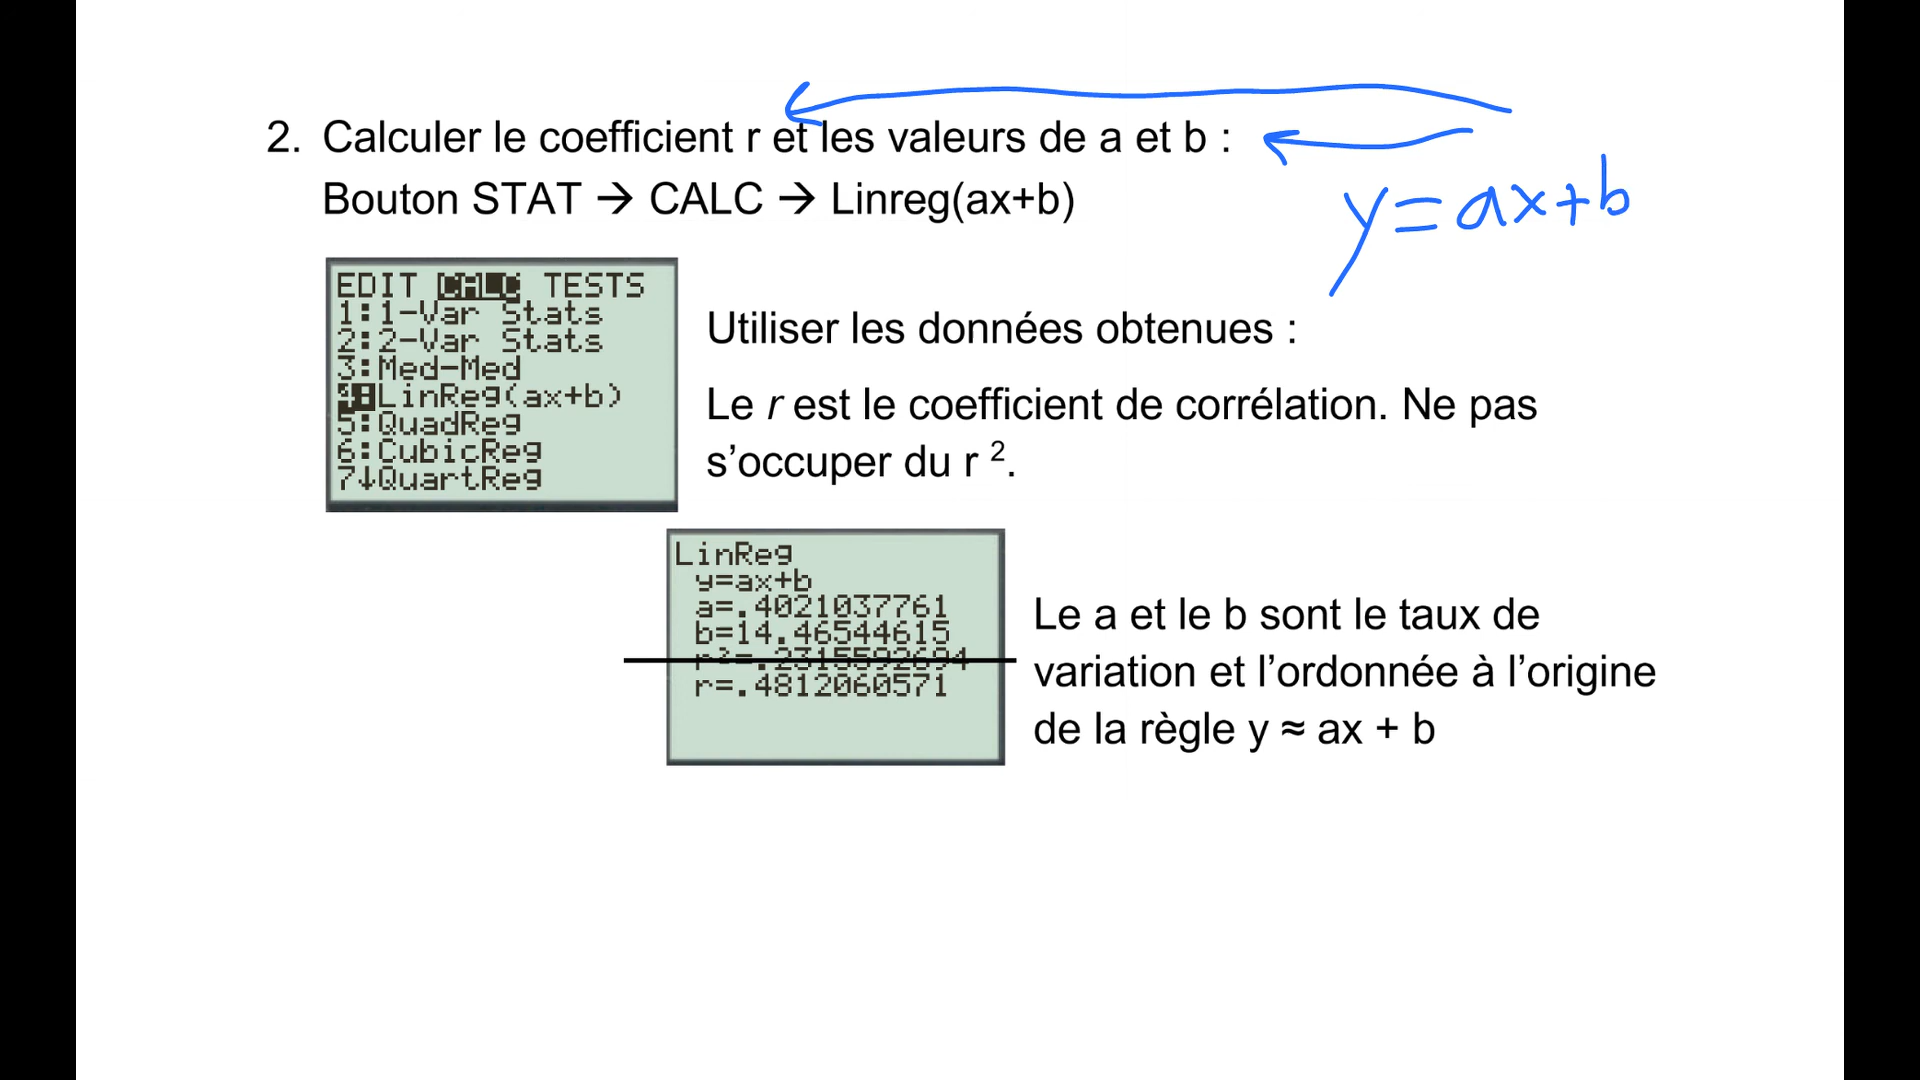 2. Calculer le coefficient r et les valeurs de a et b :
Bouton STAT → CALC → Linreg(ax+b)
y=ax+b
EDIT CALC TESTS
1:1-Var Stats
2:2-Var Stats
3:Med-Med
4:LinReg(ax+b)
5:QuadReg
6:CubicReg
7↓QuartReg
Utiliser les données obtenues :
Le r est le coefficient de corrélation. Ne pas
s’occuper du r ².
LinReg
y=ax+b
a=.4021037761
b=14.46544615
r²=.2315592694
r=.4812060571
Le a et le b sont le taux de
variation et l’ordonnée à l’origine
de la règle y ≈ ax + b